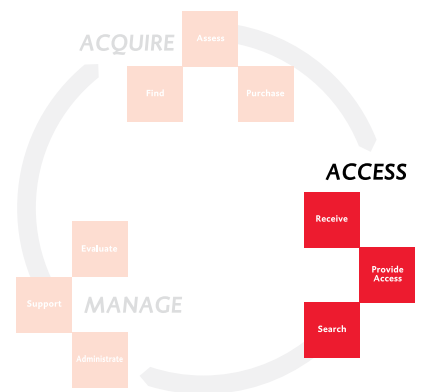 ACQUIRE
Assess
Find
Purchase
ACCESS
Receive
Provide
Access
Search
Evaluate
Support
MANAGE
Administrate